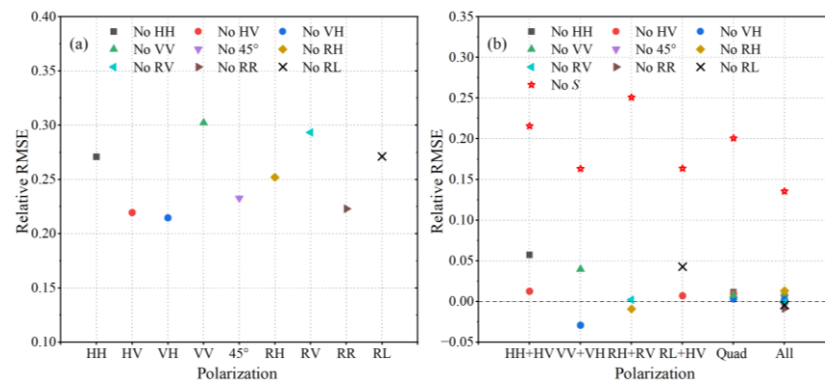 (a)
No HH No HV No VH
No VV No 45° No RH
No RV No RR No RL
0.40
0.35
0.30
0.25
0.20
0.15
0.10
Relative RMSE
HH HV VH VV 45° RH RV RR RL
Polarization
(b)
No HH No HV No VH
No VV No 45° No RH
No RV No RR No RL
No S
0.35
0.30
0.25
0.20
0.15
0.10
0.05
0.00
−0.05
Relative RMSE
HH+HV VV+VH RH+RV RL+HV Quad All
Polarization